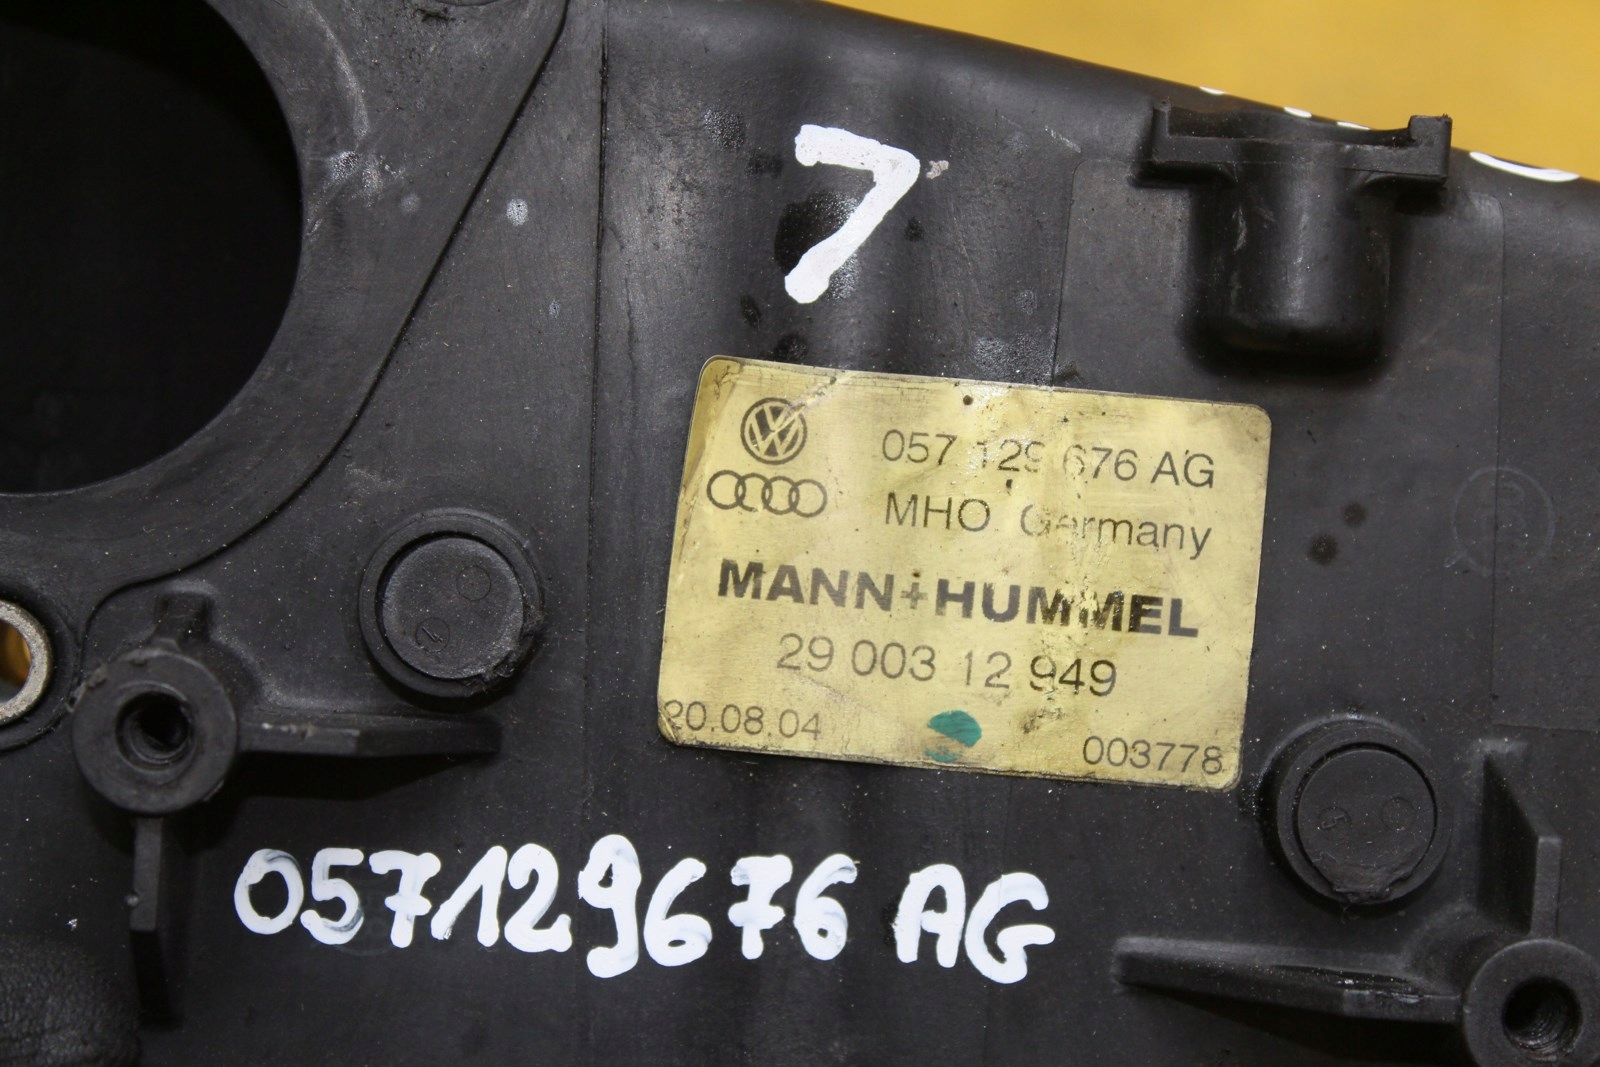 7
057 129 676 AG
MHO Germany
MANN+HUMMEL
29 003 12 949
20.08.04
003778
057129676 AG